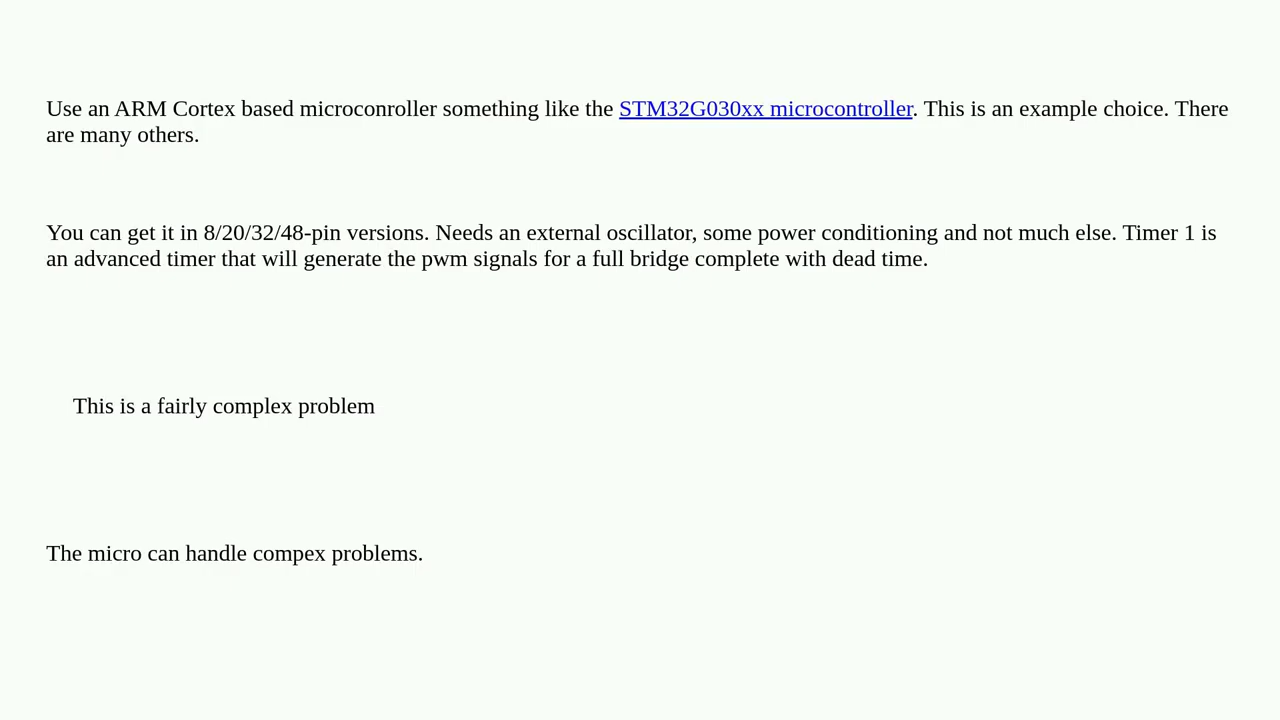 Use an ARM Cortex based microconroller something like the STM32G030xx microcontroller. This is an example choice. There
are many others.
You can get it in 8/20/32/48-pin versions. Needs an external oscillator, some power conditioning and not much else. Timer 1 is
an advanced timer that will generate the pwm signals for a full bridge complete with dead time.
This is a fairly complex problem
The micro can handle compex problems.